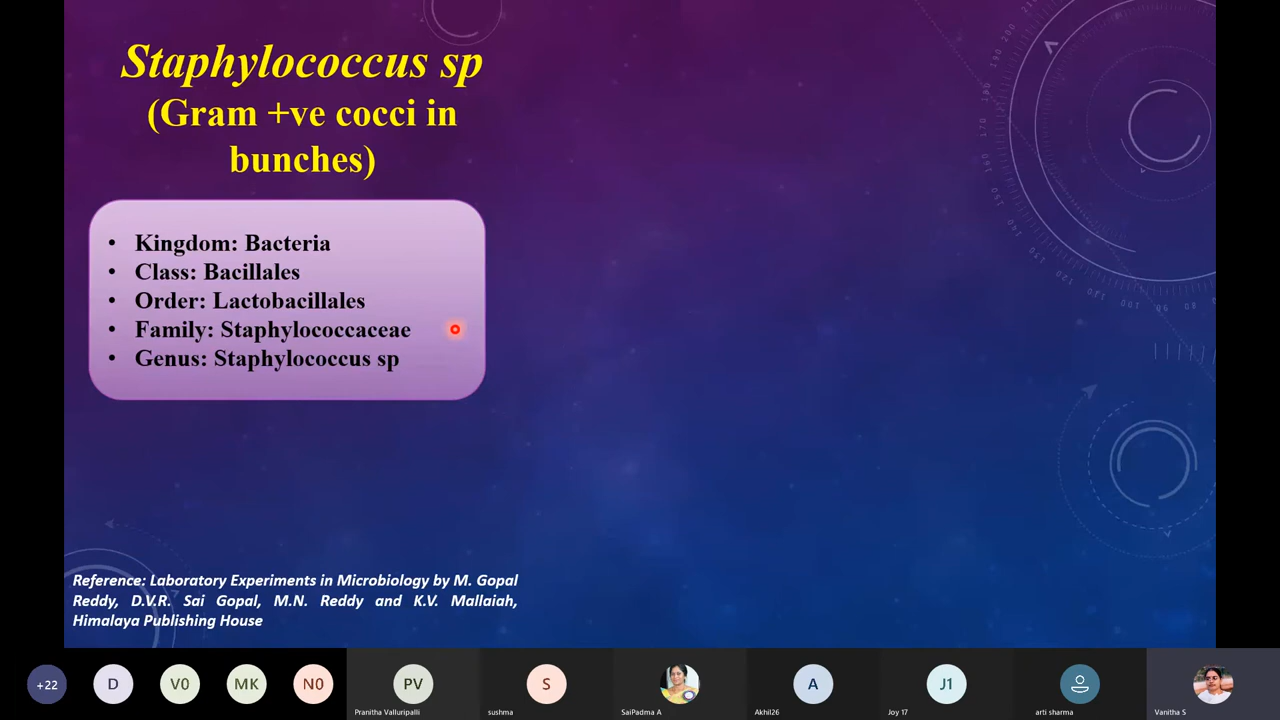 Staphylococcus sp
(Gram +ve cocci in
bunches)
• Kingdom: Bacteria
• Class: Bacillales
• Order: Lactobacillales
• Family: Staphylococcaceae
• Genus: Staphylococcus sp
Reference: Laboratory Experiments in Microbiology by M. Gopal
Reddy, D.V.R. Sai Gopal, M.N. Reddy and K.V. Mallaiah,
Himalaya Publishing House
+22
D
V0
MK
N0
PV
S
A
J1
Pranitha Valluripalli
sushma
SaiPadma A
Akhil26
Joy 17
arti sharma
Vanitha S